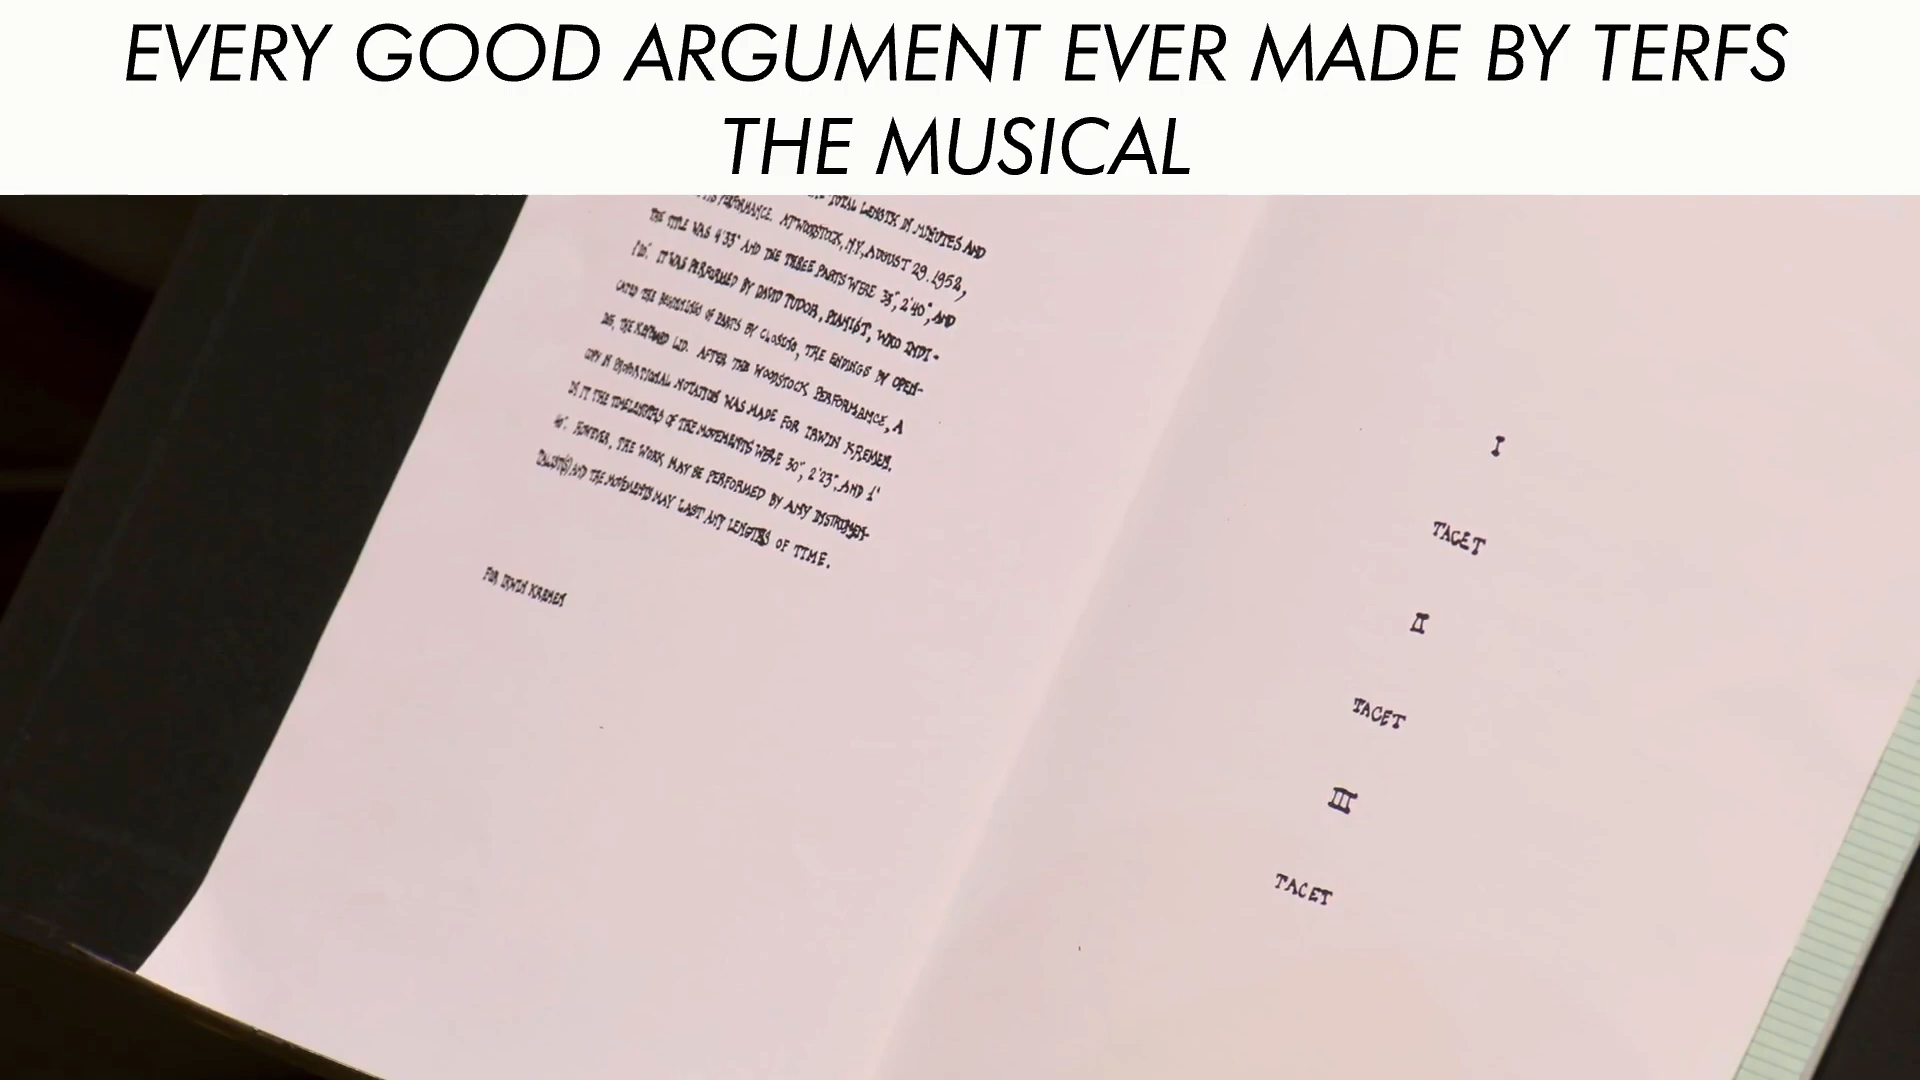 EVERY GOOD ARGUMENT EVER MADE BY TERFS
THE MUSICAL
TOTAL LENGTH IN MINUTES AND
PERFORMANCE. AT WOODSTOCK, N.Y., AUGUST 29, 1952,
THE TITLE WAS 4'33" AND THE THREE PARTS WERE 33", 2'40", AND
1'20". IT WAS PERFORMED BY DAVID TUDOR, PIANIST, WHO INDI-
CATED THE BEGINNINGS OF PARTS BY CLOSING, THE ENDINGS BY OPEN-
ING, THE KEYBOARD LID. AFTER THE WOODSTOCK PERFORMANCE, A
COPY IN PROPORTIONAL NOTATION WAS MADE FOR IRWIN KREMEN.
IN IT THE TIMELENGTHS OF THE MOVEMENTS WERE 30", 2'23", AND 1'
40". HOWEVER, THE WORK MAY BE PERFORMED BY ANY INSTRUMEN-
TALIST(S) AND THE MOVEMENTS MAY LAST ANY LENGTHS OF TIME.
FOR IRWIN KREMEN
I
TACET
II
TACET
III
TACET